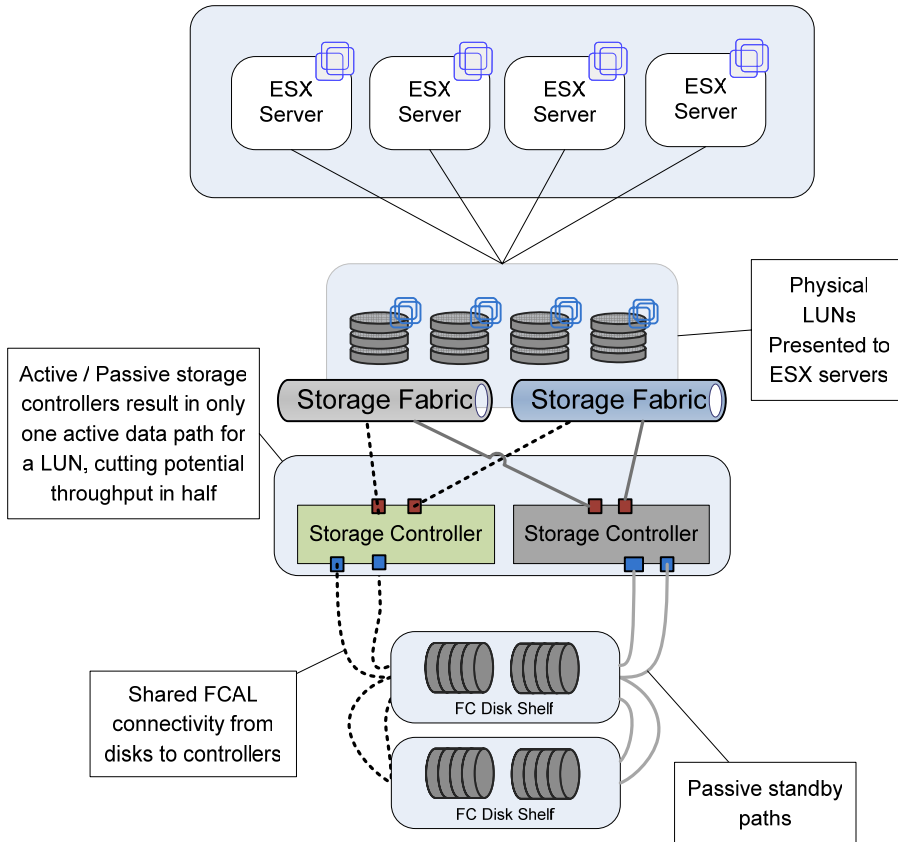 ESX
Server
ESX
Server
ESX
Server
ESX
Server
Physical
LUNs
Presented to
ESX servers
Active / Passive storage
controllers result in only
one active data path for
a LUN, cutting potential
throughput in half
Storage Fabric
Storage Fabric
Storage Controller
Storage Controller
Shared FCAL
connectivity from
disks to controllers
FC Disk Shelf
FC Disk Shelf
Passive standby
paths